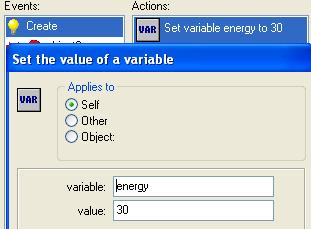 Events:
Actions:
Create
VAR
Set variable energy to 30
Set the value of a variable
Applies to
VAR
Self
Other
Object:
variable:
energy
value:
30